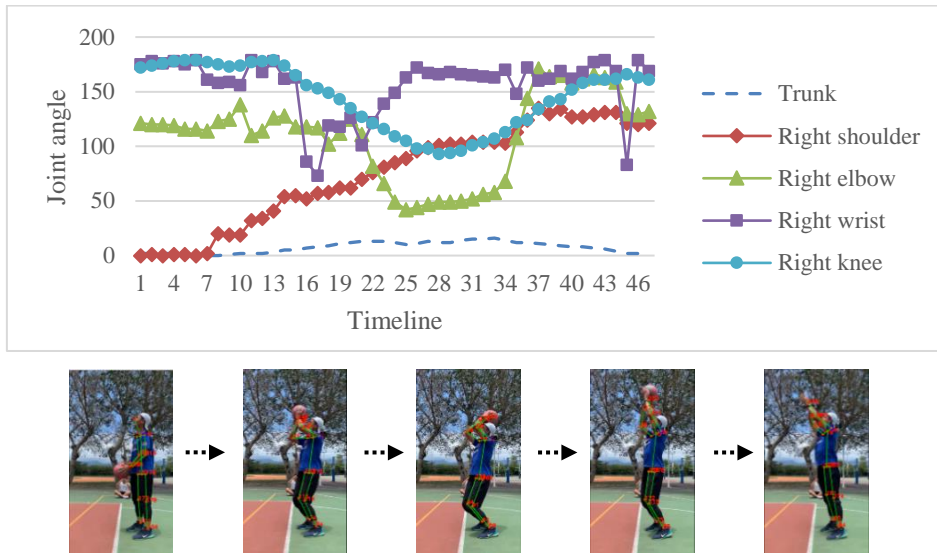 200
150
100
50
0
Joint angle
1 4 7 10 13 16 19 22 25 28 31 34 37 40 43 46
Timeline
Trunk
Right shoulder
Right elbow
Right wrist
Right knee